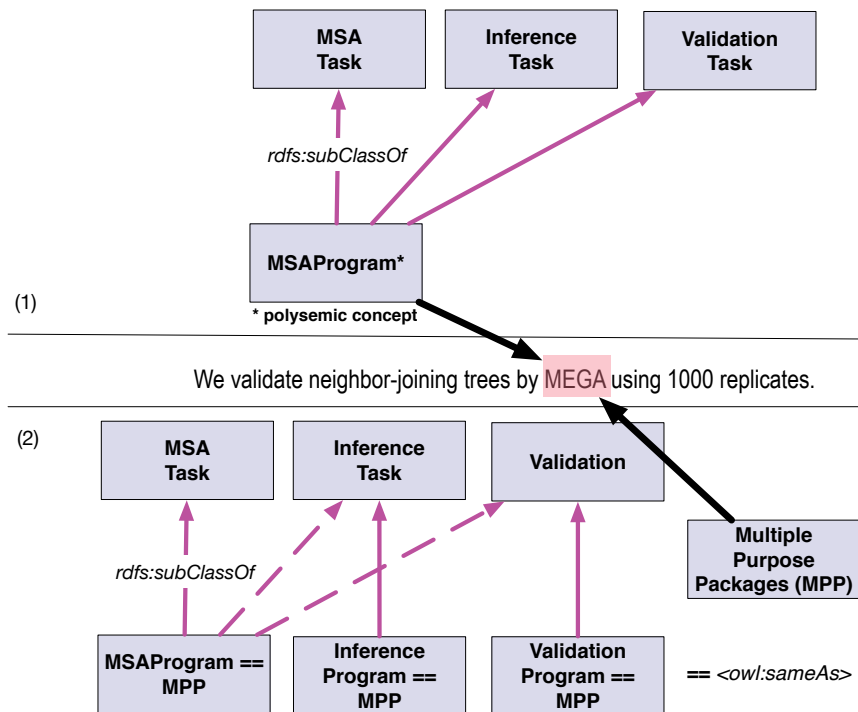 MSA
Task
Inference
Task
Validation
Task
rdfs:subClassOf
MSAProgram*
(1)
* polysemic concept
We validate neighbor-joining trees by MEGA using 1000 replicates.
(2)
MSA
Task
Inference
Task
Validation
rdfs:subClassOf
Multiple
Purpose
Packages (MPP)
MSAProgram ==
MPP
Inference
Program ==
MPP
Validation
Program ==
MPP
== <owl:sameAs>